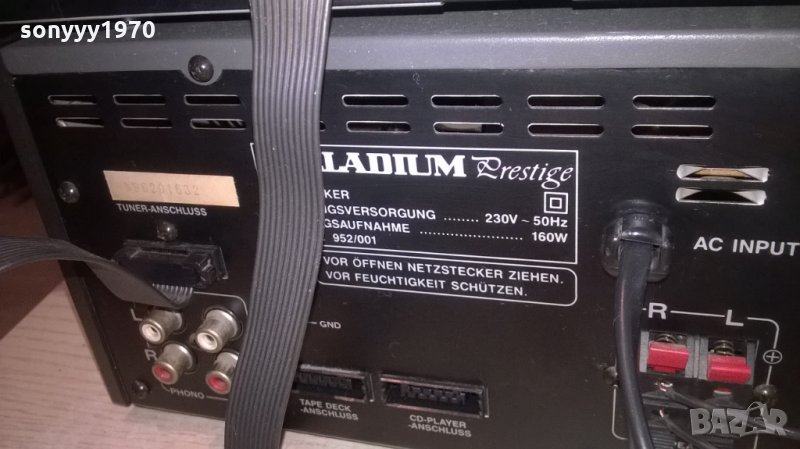 sonyyy1970
LADIUM Prestige
KER
NGSVERSORGUNG ........ 230V ~ 50Hz
GSAUFNAHME ........................ 160W
952/001
VOR ÖFFNEN NETZSTECKER ZIEHEN.
VOR FEUCHTIGKEIT SCHÜTZEN.
TUNER-ANSCHLUSS
AC INPUT
L
R
PHONO
GND
TAPE DECK
-ANSCHLUSS
CD-PLAYER
-ANSCHLUSS
R L
+
BAZAR